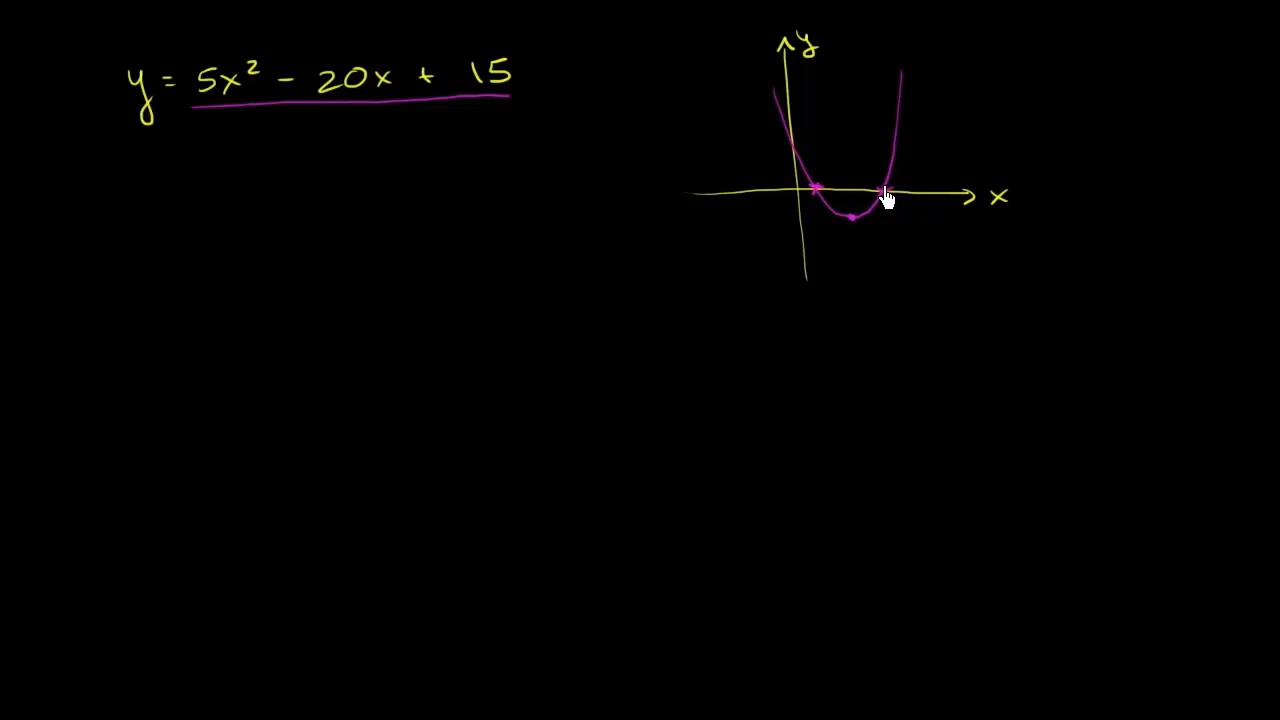 y = 5x² - 20x + 15
y
x